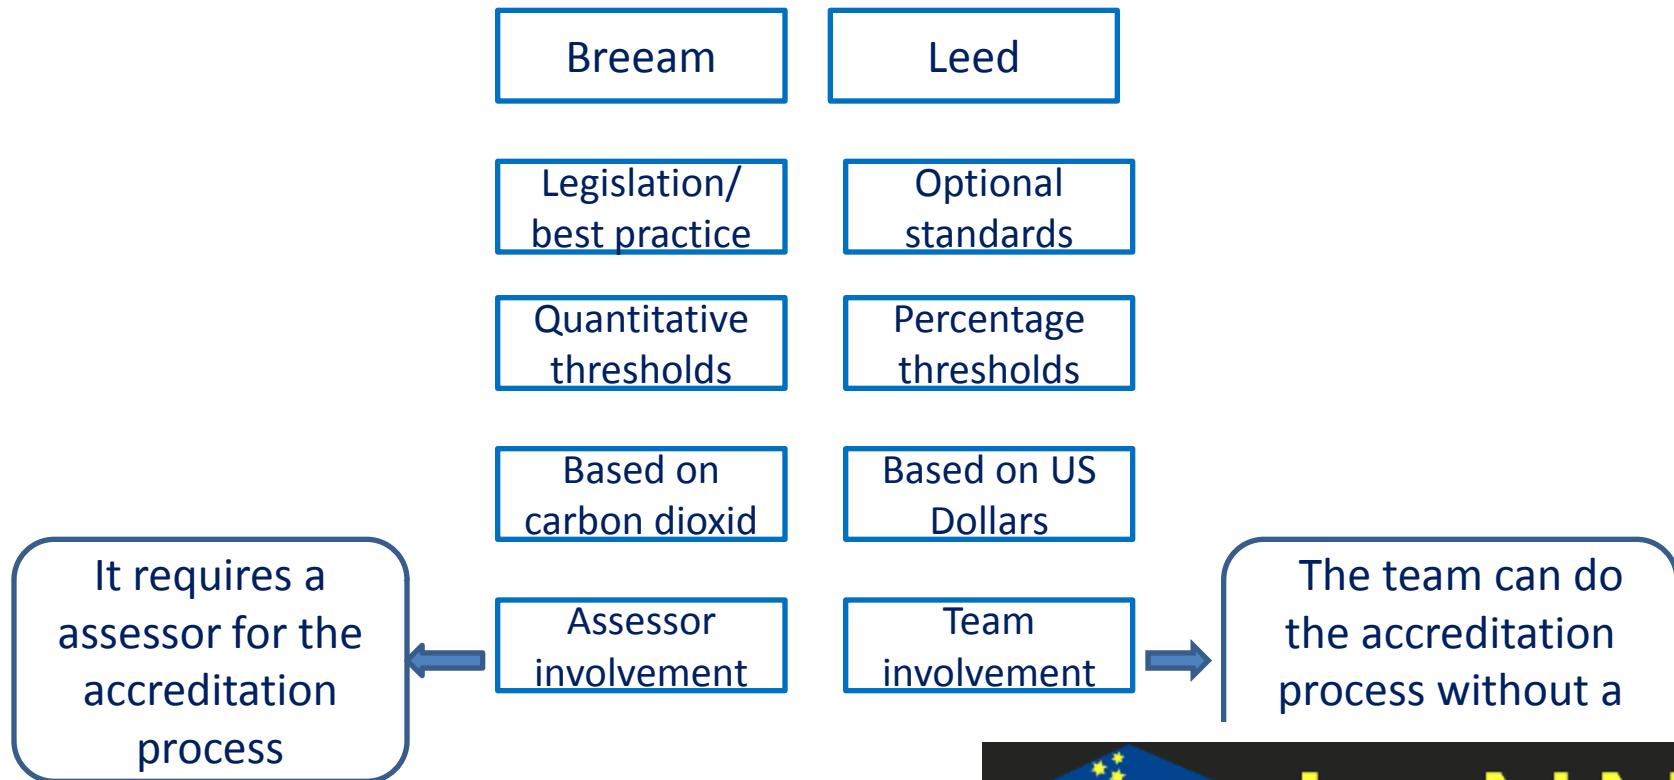 Breeam
Leed
Legislation/
best practice
Optional
standards
Quantitative
thresholds
Percentage
thresholds
Based on
carbon dioxid
Based on US
Dollars
Assessor
involvement
Team
involvement
It requires a
assessor for the
accreditation
process
The team can do
the accreditation
process without a